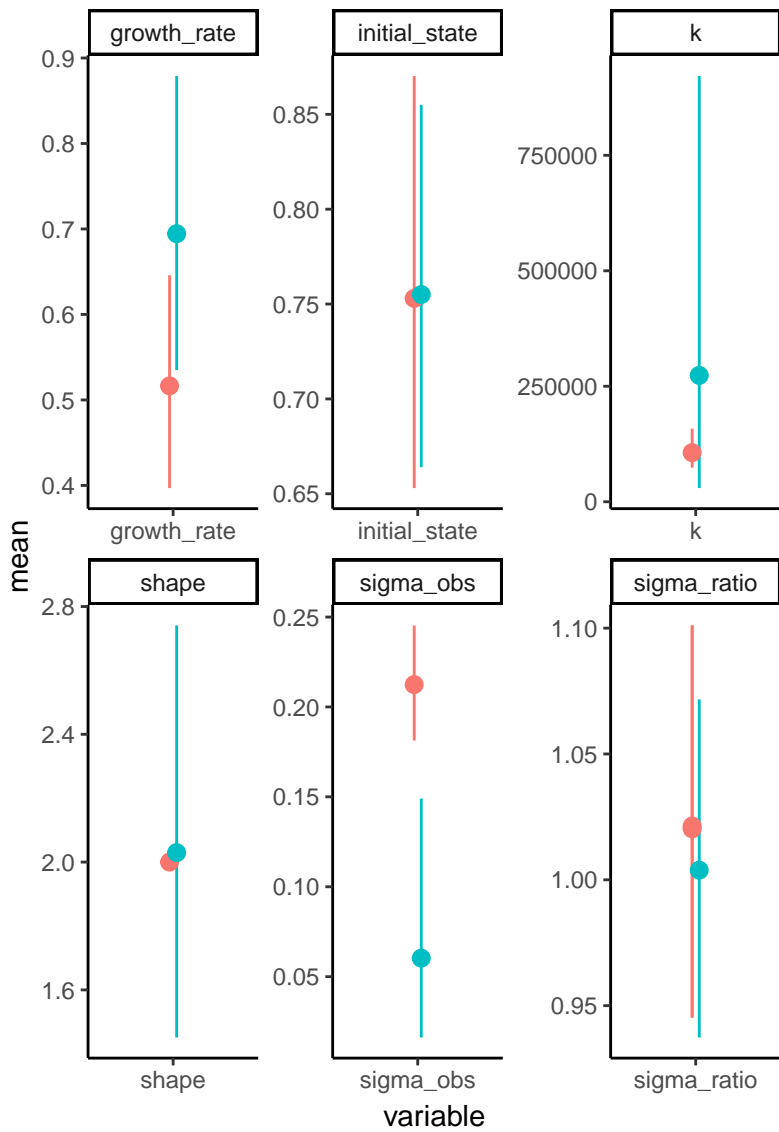 growth_rate
initial_state
k
0.9
0.8
0.7
0.6
0.5
0.4
growth_rate
0.85
0.80
0.75
0.70
0.65
initial_state
750000
500000
250000
0
k
mean
shape
sigma_obs
sigma_ratio
2.8
2.4
2.0
1.6
shape
0.25
0.20
0.15
0.10
0.05
sigma_obs
1.10
1.05
1.00
0.95
sigma_ratio
variable